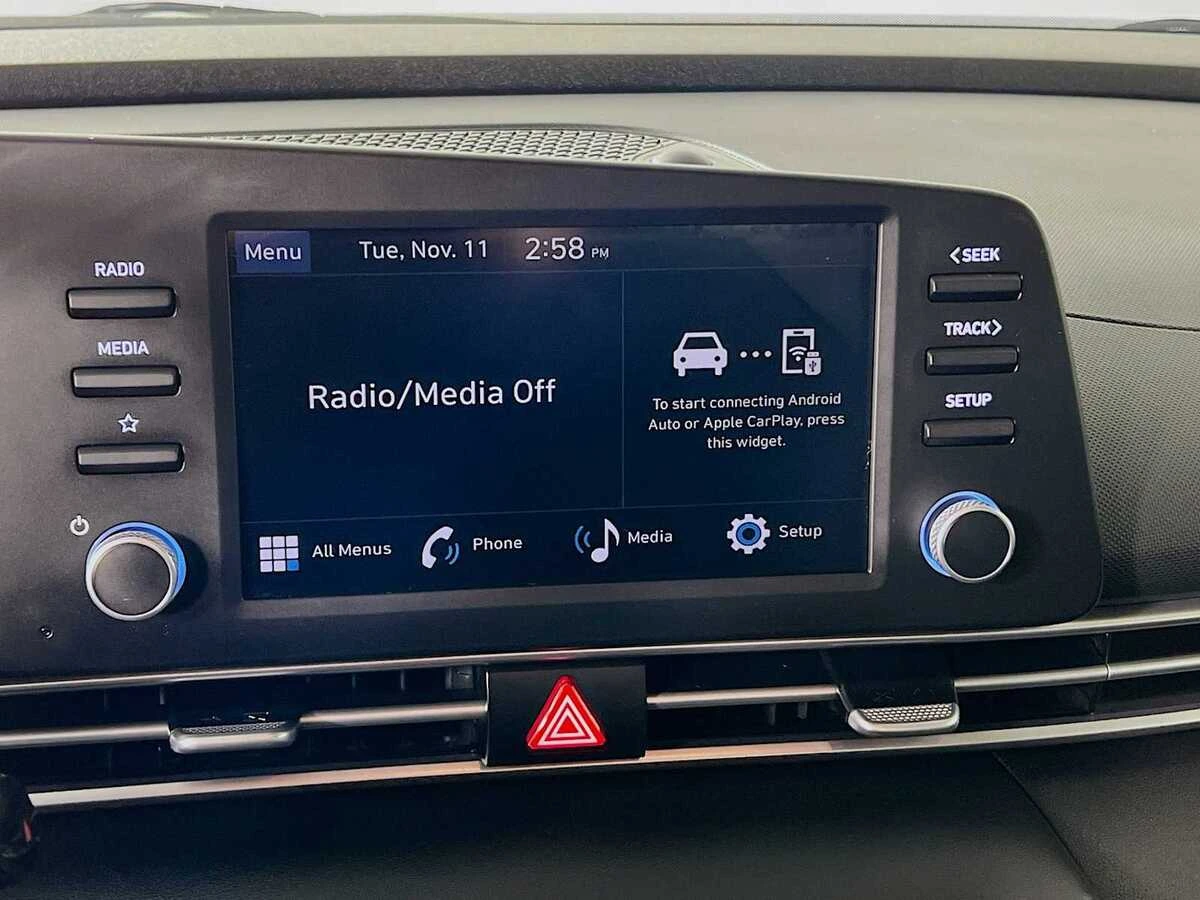 RADIO
MEDIA
Menu
Tue, Nov. 11
2:58 PM
Radio/Media Off
To start connecting Android
Auto or Apple CarPlay, press
this widget.
All Menus
Phone
Media
Setup
<SEEK
TRACK>
SETUP